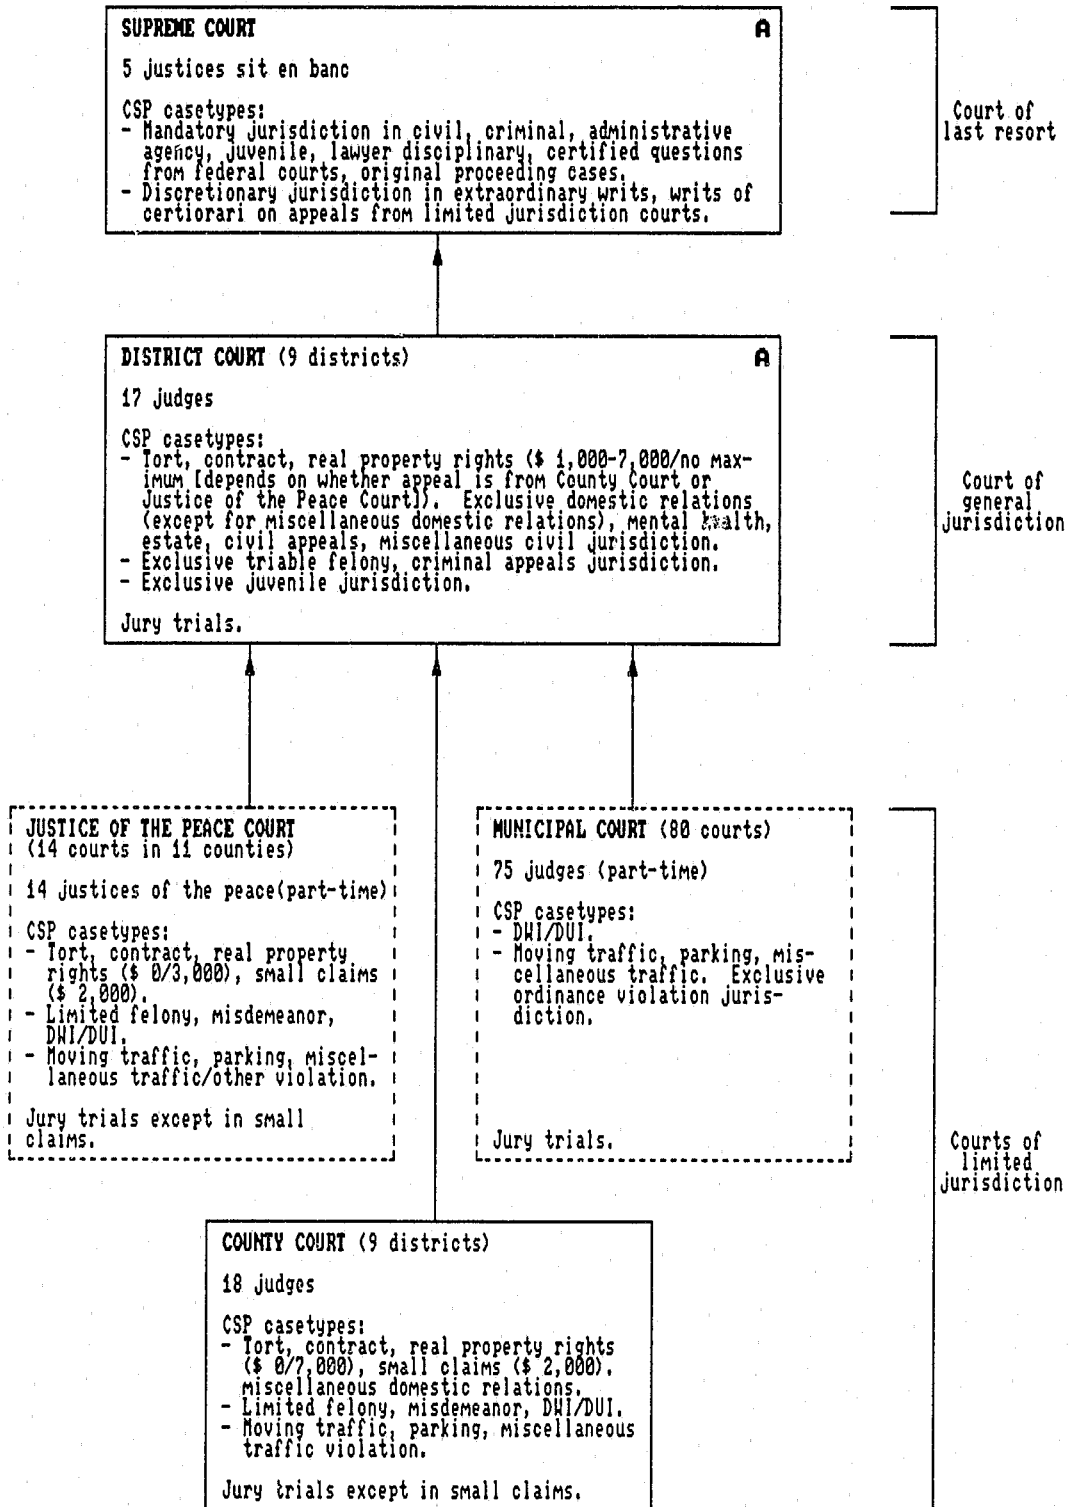 SUPREME COURT A
5 justices sit en banc
CSP casetypes:
- Mandatory jurisdiction in civil, criminal, administrative
agency, juvenile, lawyer disciplinary, certified questions
from federal courts, original proceeding cases.
- Discretionary jurisdiction in extraordinary writs, writs of
certiorari on appeals from limited jurisdiction courts.
Court of
last resort
DISTRICT COURT (9 districts) A
17 judges
CSP casetypes:
- Tort, contract, real property rights ($ 1,000-7,000/no max-
imum [depends on whether appeal is from County Court or
Justice of the Peace Court]). Exclusive domestic relations
(except for miscellaneous domestic relations), mental health,
estate, civil appeals, miscellaneous civil jurisdiction.
- Exclusive triable felony, criminal appeals jurisdiction.
- Exclusive juvenile jurisdiction.
Jury trials.
Court of
general
jurisdiction
JUSTICE OF THE PEACE COURT
(14 courts in 11 counties)
14 justices of the peace(part-time)
CSP casetypes:
- Tort, contract, real property
rights ($ 0/3,000), small claims
($ 2,000).
- Limited felony, misdemeanor,
DWI/DUI.
- Moving traffic, parking, miscel-
laneous traffic/other violation.
Jury trials except in small
claims.
MUNICIPAL COURT (80 courts)
75 judges (part-time)
CSP casetypes:
- DWI/DUI.
- Moving traffic, parking, mis-
cellaneous traffic. Exclusive
ordinance violation juris-
diction.
Jury trials.
Courts of
limited
jurisdiction
COUNTY COURT (9 districts)
18 judges
CSP casetypes:
- Tort, contract, real property rights
($ 0/7,000), small claims ($ 2,000).
miscellaneous domestic relations.
- Limited felony, misdemeanor, DWI/DUI.
- Moving traffic, parking, miscellaneous
traffic violation.
Jury trials except in small claims.